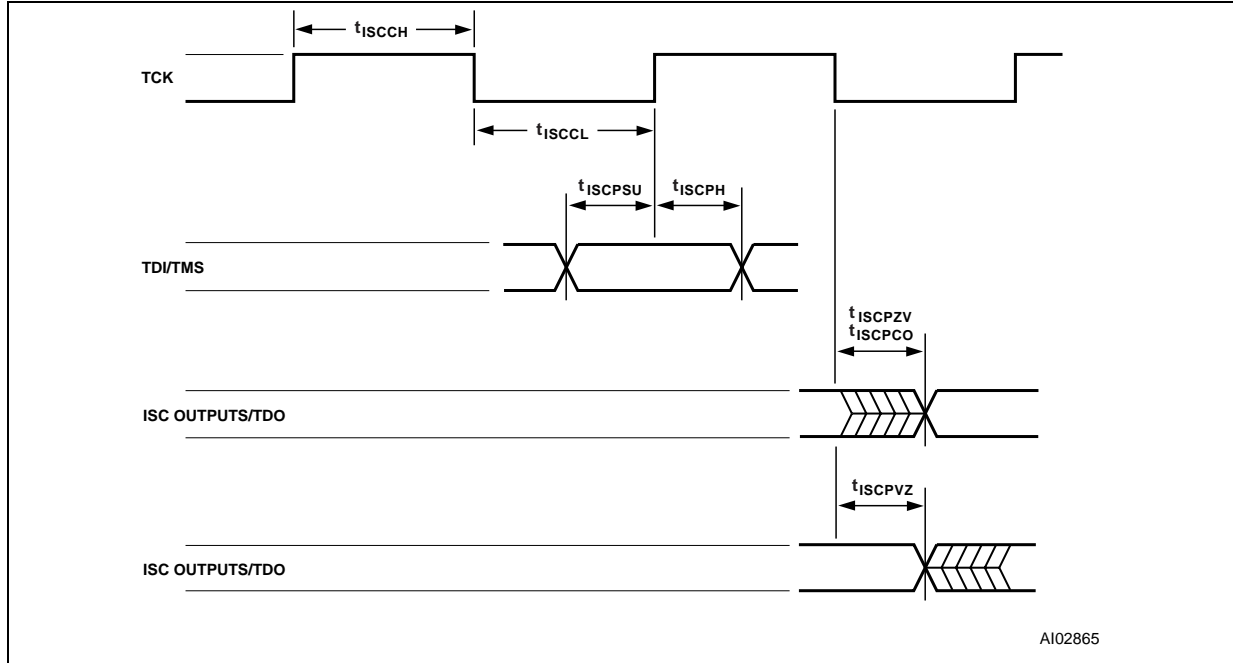 tISCCH
TCK
tISCCL
tISCPSU
tISCPH
TDI/TMS
tISCPZV
tISCPCO
ISC OUTPUTS/TDO
tISCPVZ
ISC OUTPUTS/TDO
AI02865